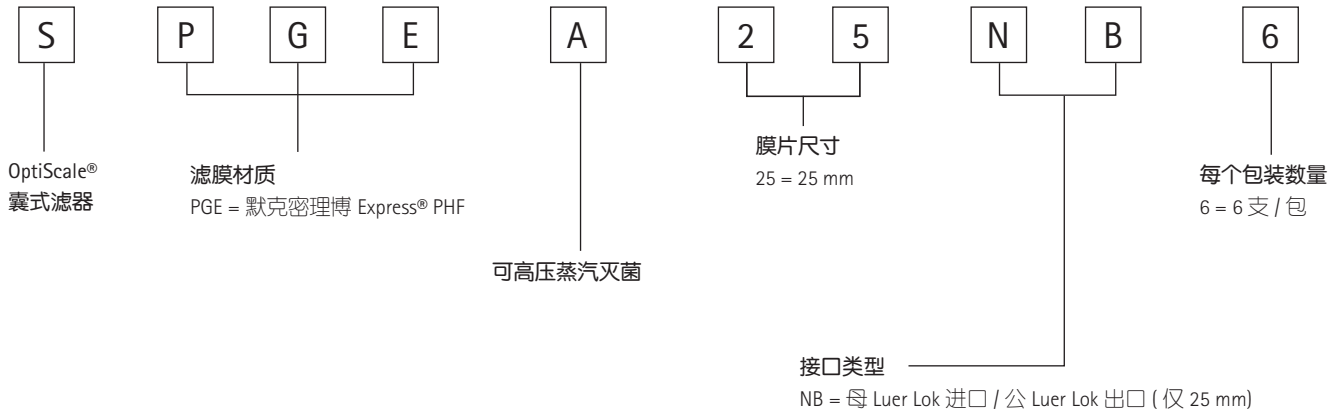 S P G E A 2 5 N B 6
OptiScale®
囊式滤器
滤膜材质
PGE = 默克密理博 Express® PHF
可高压蒸汽灭菌
膜片尺寸
25 = 25 mm
每个包装数量
6 = 6 支 / 包
接口类型
NB = 母 Luer Lok 进口 / 公 Luer Lok 出口 ( 仅 25 mm)